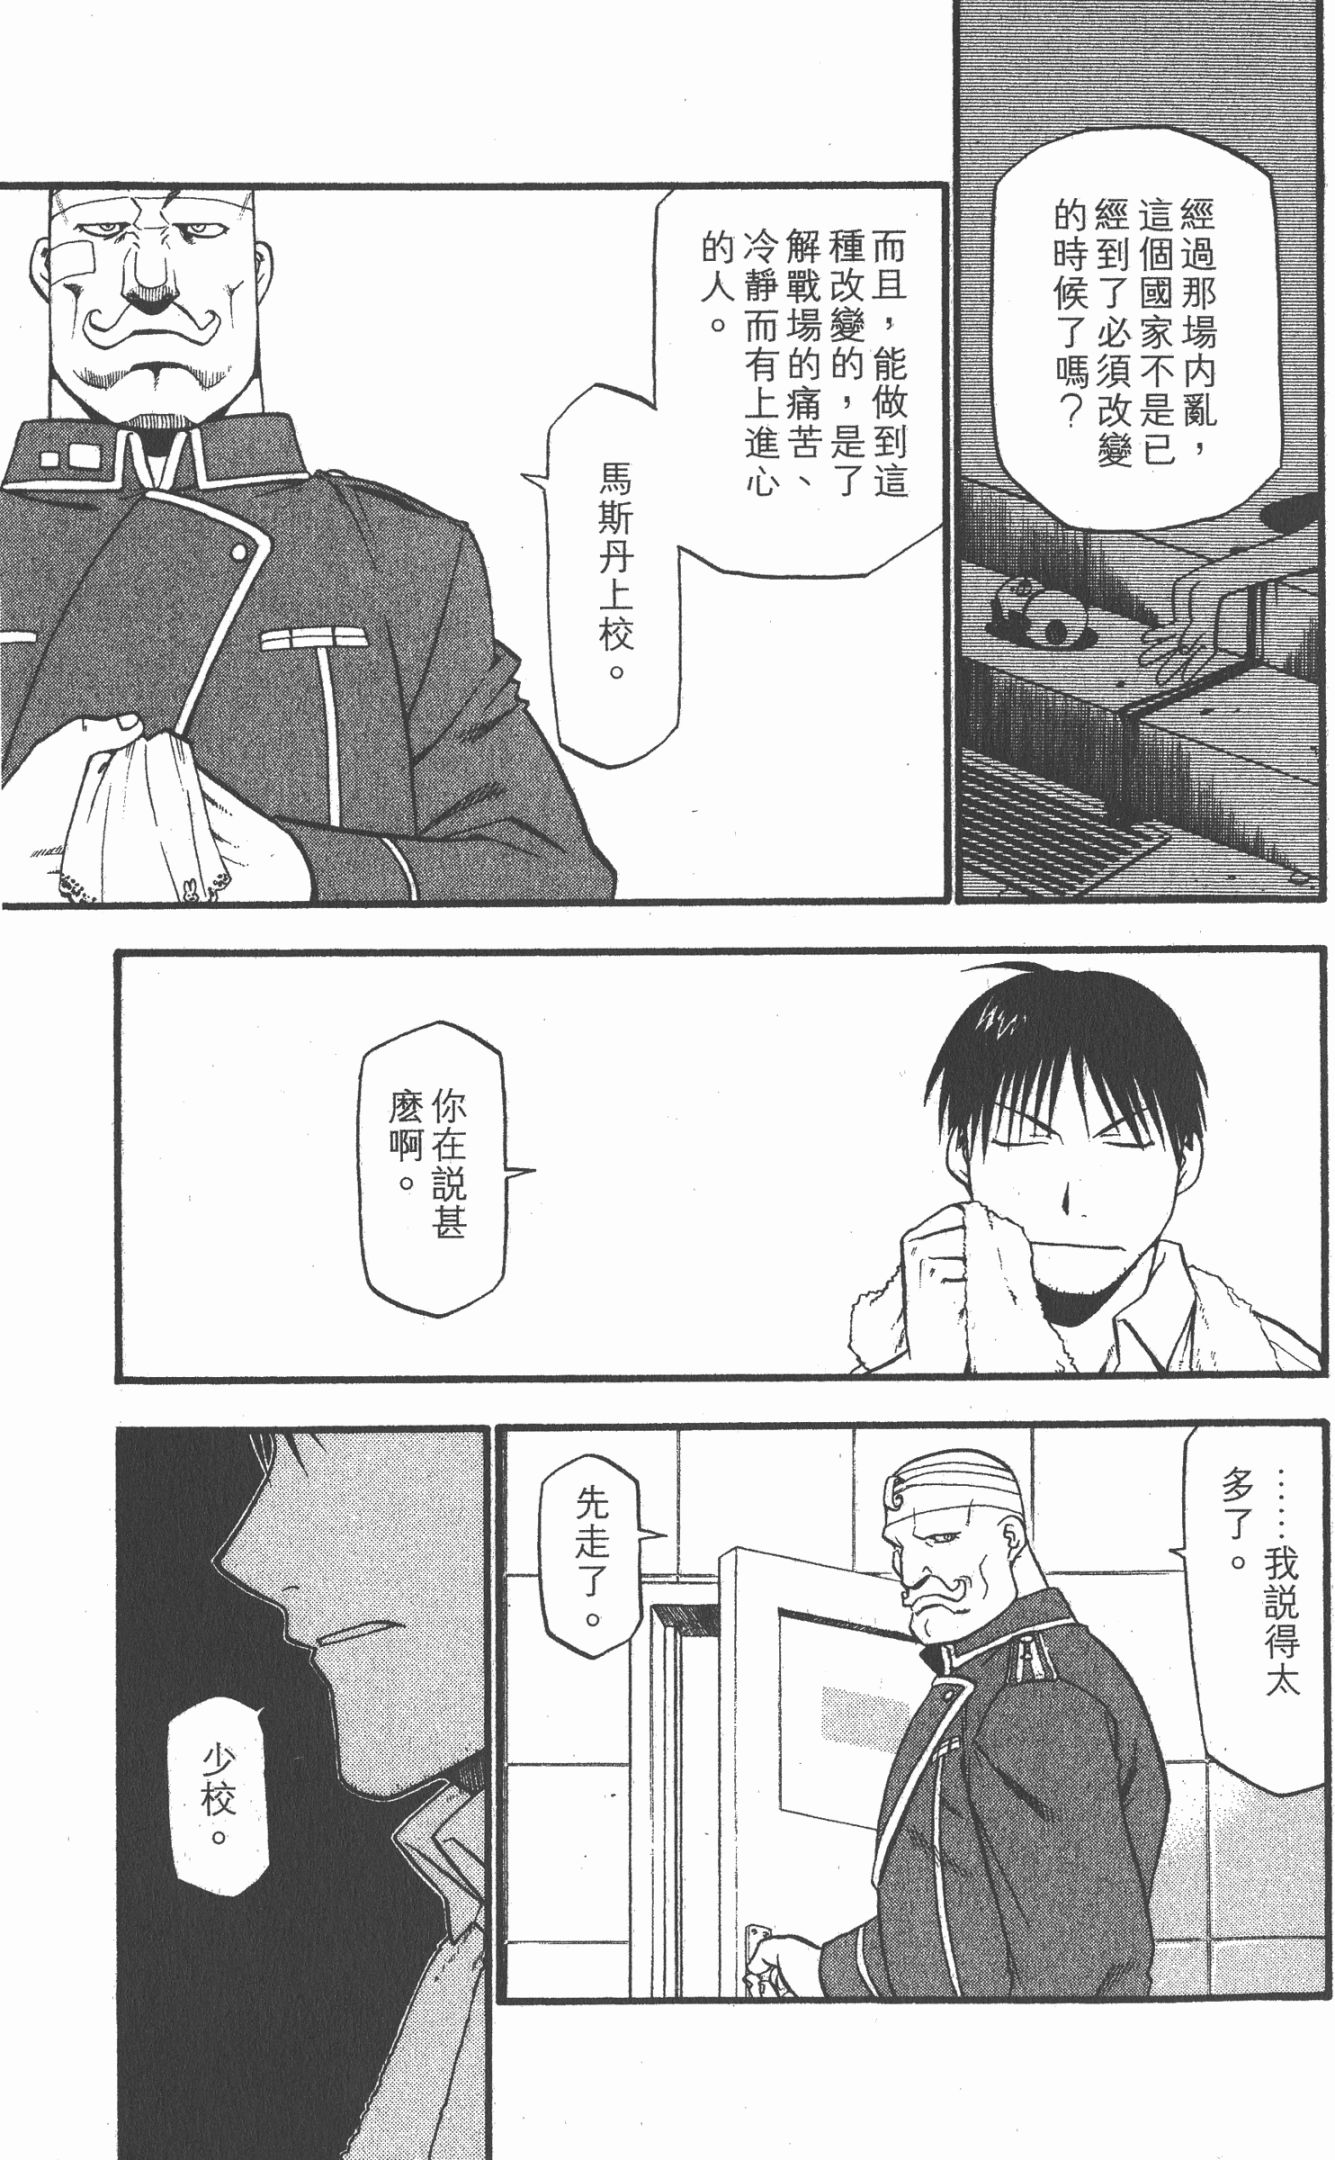 經過那場內亂，
這個國家不是已
經到了必須改變
的時候了嗎？
而且，能做到這
種改變的，是了
解戰場的痛苦、
冷靜而有上進心
的人。
馬斯丹上校。
你在説甚
麼啊。
……我説得太
多了。
先走了。
少校。